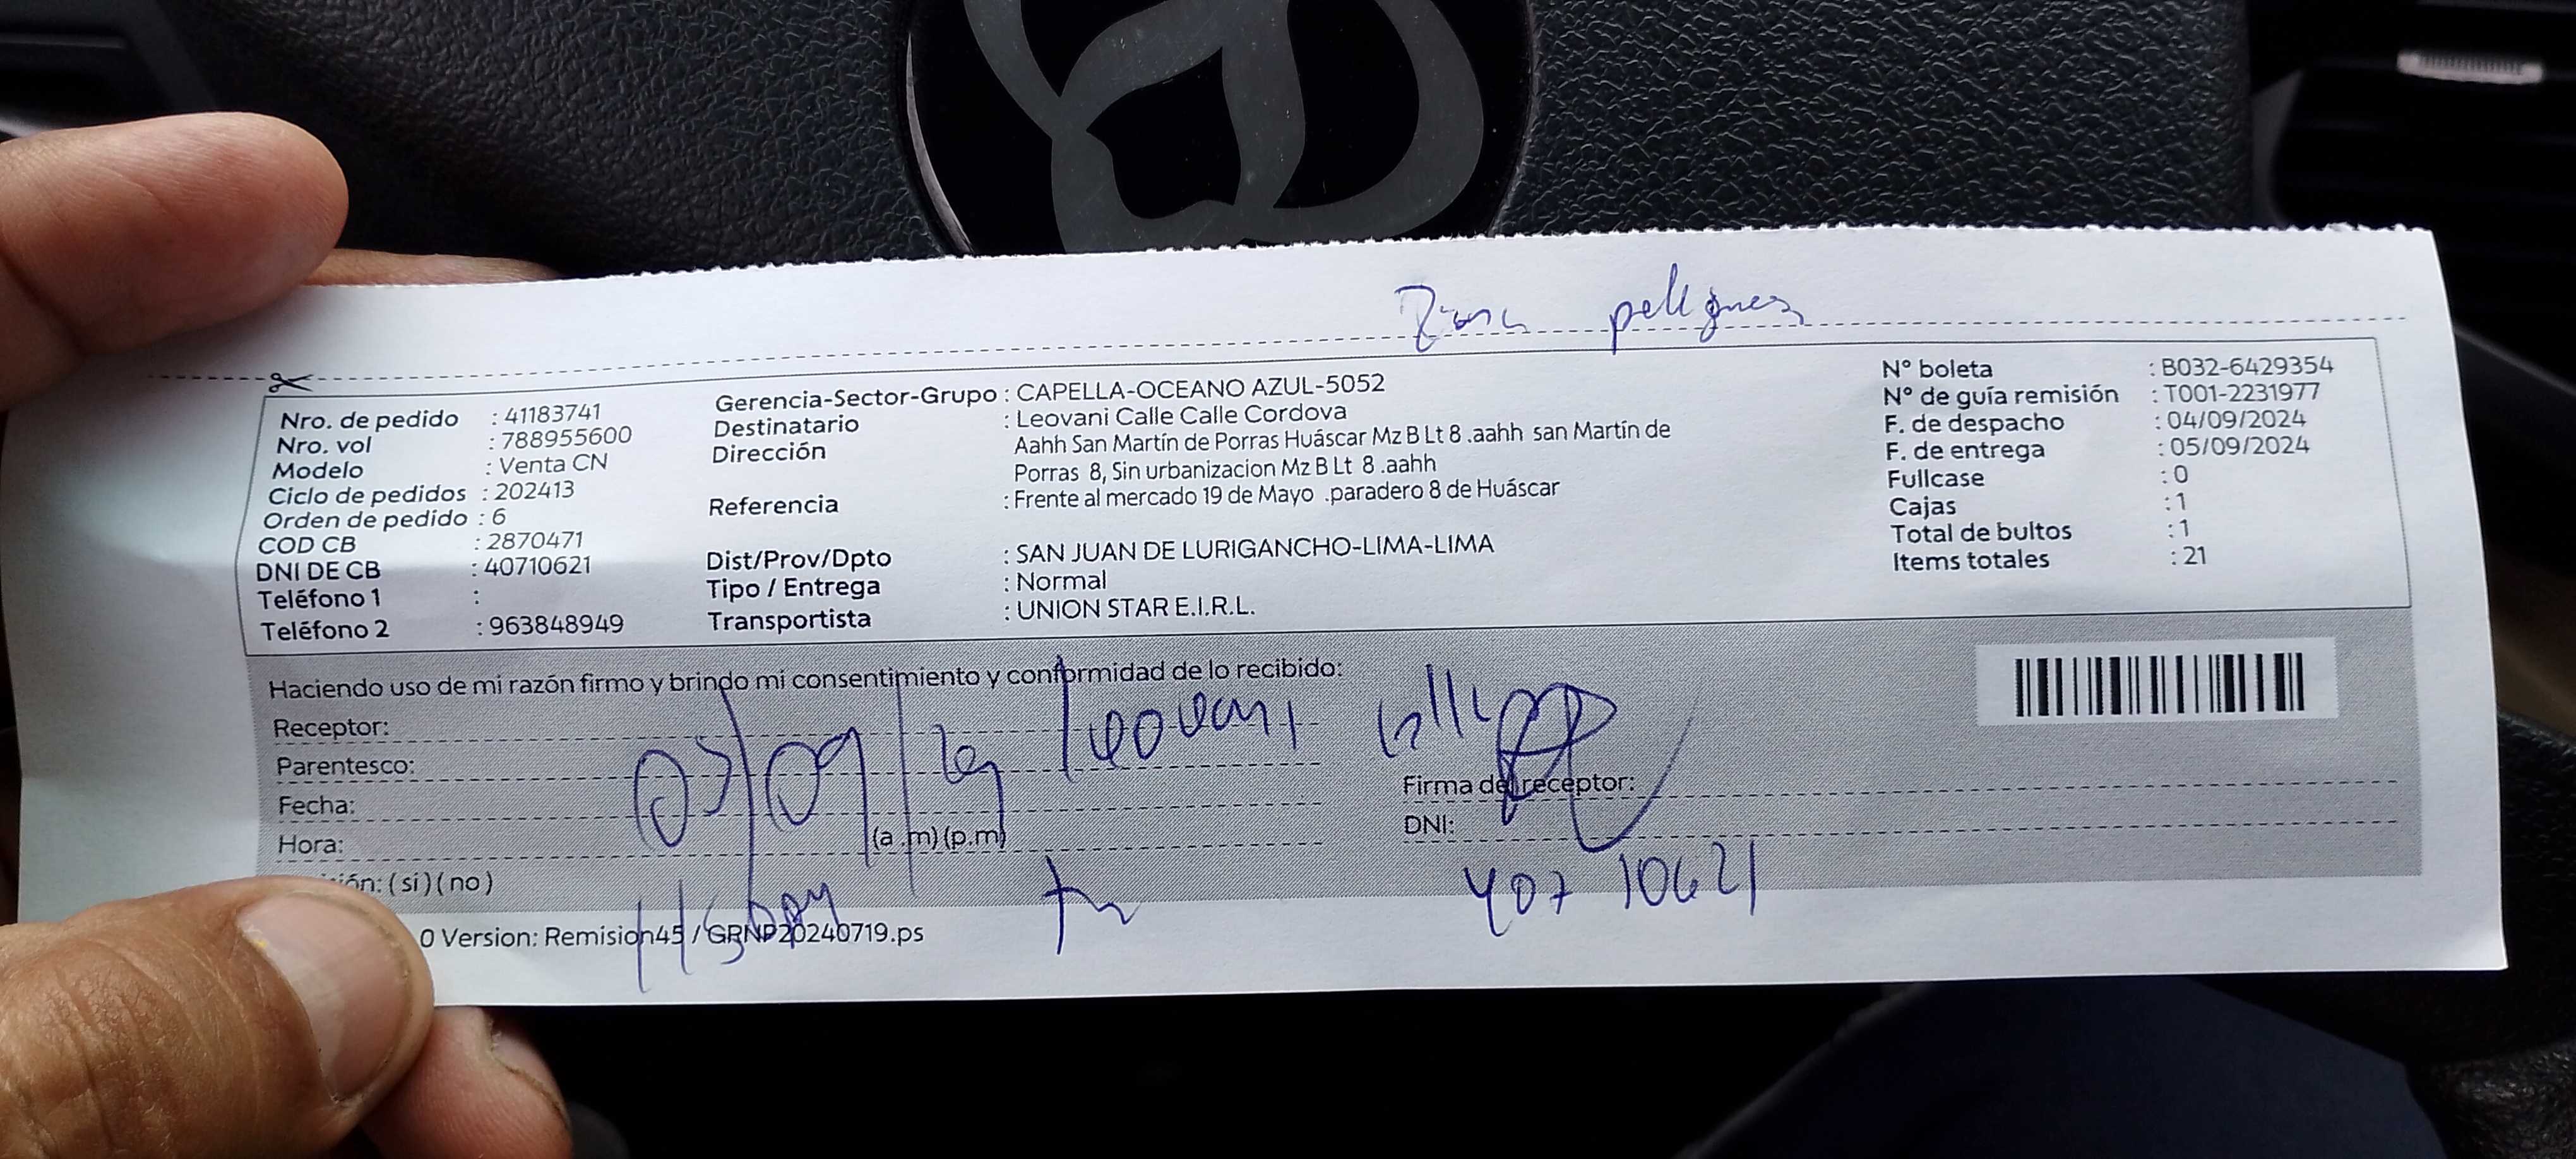 Zona peligrosa
Nro. de pedido : 41183741
Nro. vol : 788955600
Modelo : Venta CN
Ciclo de pedidos : 202413
Orden de pedido : 6
COD CB : 2870471
DNI DE CB : 40710621
Teléfono 1 :
Teléfono 2 : 963848949
Gerencia-Sector-Grupo : CAPELLA-OCEANO AZUL-5052
Destinatario : Leovani Calle Calle Cordova
Dirección Aahh San Martín de Porras Huáscar Mz B Lt 8 .aahh san Martín de
Porras 8, Sin urbanizacion Mz B Lt 8 .aahh
Referencia : Frente al mercado 19 de Mayo .paradero 8 de Huáscar
Dist/Prov/Dpto : SAN JUAN DE LURIGANCHO-LIMA-LIMA
Tipo / Entrega : Normal
Transportista : UNION STAR E.I.R.L.
N° boleta : B032-6429354
N° de guía remisión : T001-2231977
F. de despacho : 04/09/2024
F. de entrega : 05/09/2024
Fullcase : 0
Cajas : 1
Total de bultos : 1
Items totales : 21
Haciendo uso de mi razón firmo y brindo mi consentimiento y conformidad de lo recibido:
Receptor: Leovani Calle
Parentesco:
Fecha: 05/09/24
Hora: (a.m)(p.m)
(si)(no)
Firma del receptor:
DNI:
40710621
0 Version: Remision45 / GRNP20240719.ps